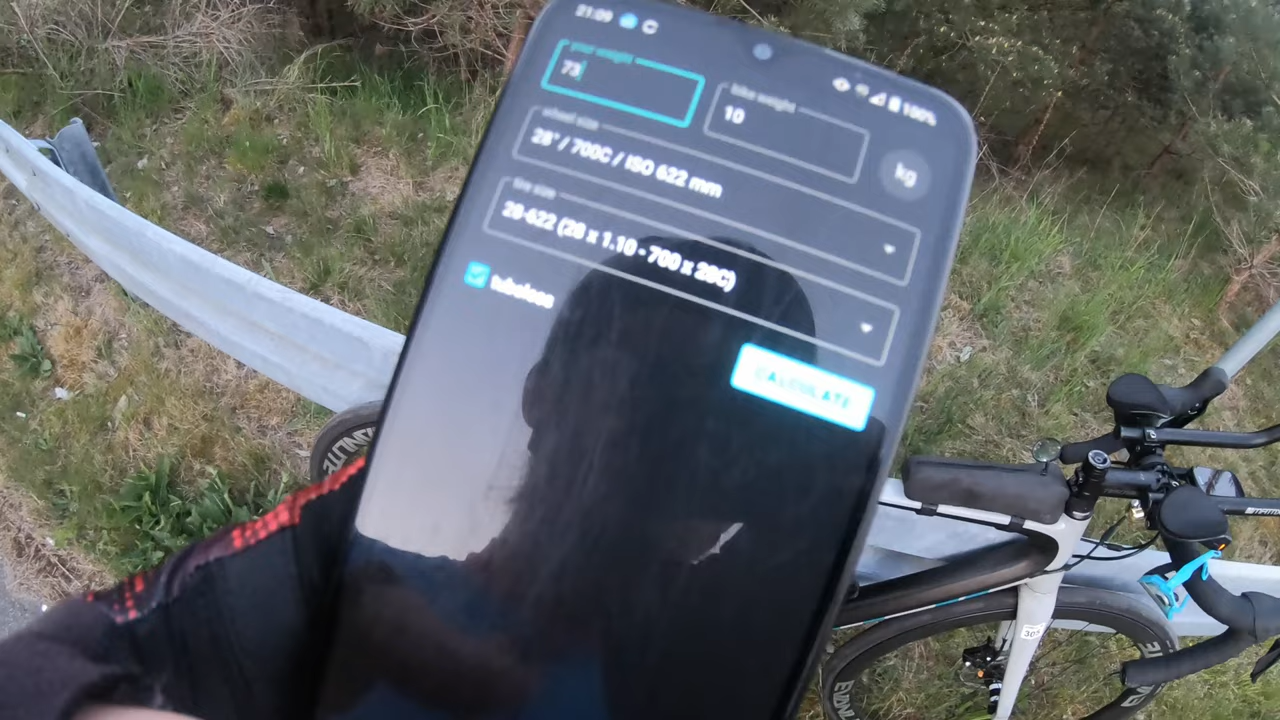 21:09
100%
your weight
73
bike weight
10
kg
wheel size
28" / 700C / ISO 622 mm
tire size
28-622 (28 x 1.10 - 700 x 28C)
tubeless
CALCULATE
303